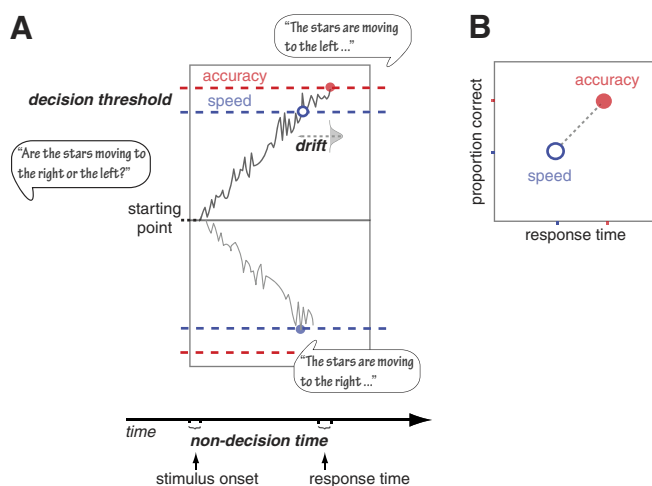 A
"The stars are moving
to the left ..."
accuracy
decision threshold
speed
drift
"Are the stars moving to
the right or the left?"
starting
point
"The stars are moving
to the right ..."
time
non-decision time
stimulus onset
response time
B
proportion correct
accuracy
speed
response time